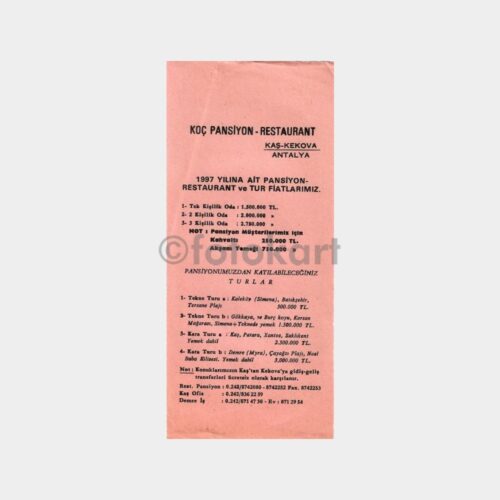 KOÇ PANSİYON - RESTAURANT
KAŞ-KEKOVA
ANTALYA
1997 YILINA AİT PANSİYON-
RESTAURANT ve TUR FİATLARIMIZ.
1- Tek Kişilik Oda : 1.500.000 TL.
2- 2 Kişilik Oda : 2.000.000 »
3- 3 Kişilik Oda : 2.750.000 »
NOT : Pansiyon Müşterilerimiz İçin
Kahvaltı 250.000 TL.
Akşam Yemeği 750.000 »
©fotokart
PANSİYONUMUZDAN KATILABİLECEĞİNİZ
TURLAR
1- Tekne Turu a : Kaleköy (Simena), Batıkşehir,
Tersane Plajı 500.000 TL.
2- Tekne Turu b : Gökkaya, ve Burç koyu, Korsan
Mağarası, Simena+Teknede yemek 1.500.000 TL.
3- Kara Turu a : Kaş, Patara, Xantos, Saklıkent
Yemek dahil 2.500.000 TL.
4- Kara Turu b : Demre (Myra), Çayağzı Plajı, Noel
Baba Kilisesi. Yemek dahil 3.000.000 TL.
Not : Konuklarımızın Kaş'tan Kekova'ya gidiş-geliş
transferleri ücretsiz olarak karşılanır.
Rest. Pansiyon : 0.242/8742080 - 8742252 Fax. 8742253
Kaş Ofis : 0.242/836 22 59
Demre İş : 0.242/871 47 50 - Ev : 871 29 54